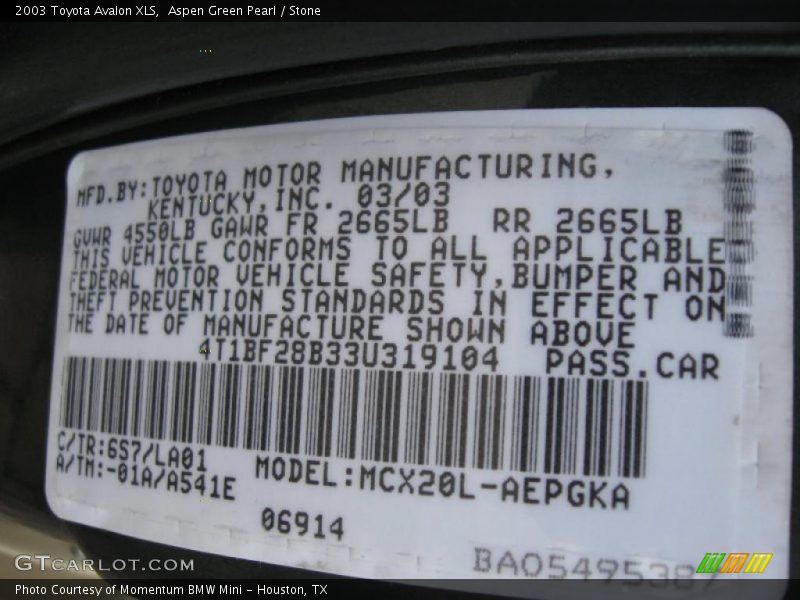 2003 Toyota Avalon XLS,  Aspen Green Pearl / Stone
MFD.BY:TOYOTA MOTOR MANUFACTURING,
KENTUCKY,INC. 03/03
GVWR 4550LB GAWR FR 2665LB RR 2665LB
THIS VEHICLE CONFORMS TO ALL APPLICABLE
FEDERAL MOTOR VEHICLE SAFETY,BUMPER AND
THEFT PREVENTION STANDARDS IN EFFECT ON
THE DATE OF MANUFACTURE SHOWN ABOVE
4T1BF28B33U319104 PASS.CAR
C/TR:6S7/LA01
A/TM:-01A/A541E
MODEL:MCX20L-AEPGKA
06914
BA05495387
GTCARLOT.COM
Photo Courtesy of Momentum BMW Mini - Houston, TX